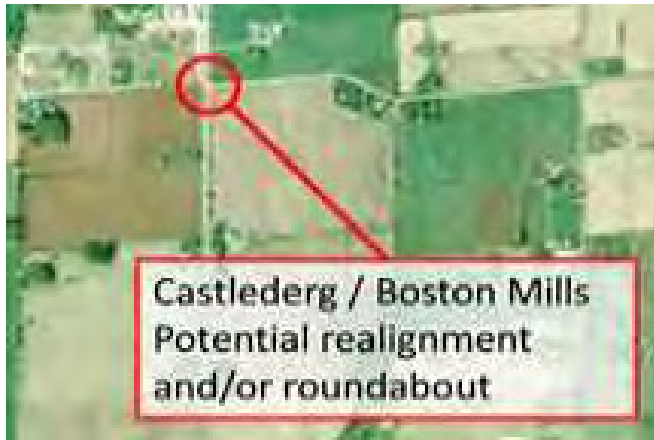 Castlederg / Boston Mills
Potential realignment
and/or roundabout